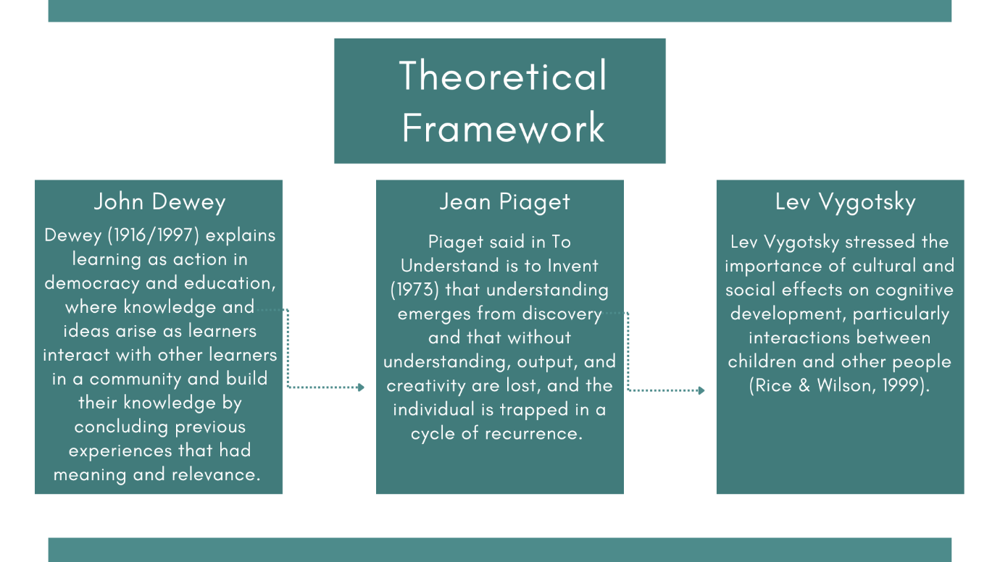 Theoretical
Framework
John Dewey
Dewey (1916/1997) explains
learning as action in
democracy and education,
where knowledge and
ideas arise as learners
interact with other learners
in a community and build
their knowledge by
concluding previous
experiences that had
meaning and relevance.
Jean Piaget
Piaget said in To
Understand is to Invent
(1973) that understanding
emerges from discovery
and that without
understanding, output, and
creativity are lost, and the
individual is trapped in a
cycle of recurrence.
Lev Vygotsky
Lev Vygotsky stressed the
importance of cultural and
social effects on cognitive
development, particularly
interactions between
children and other people
(Rice & Wilson, 1999).